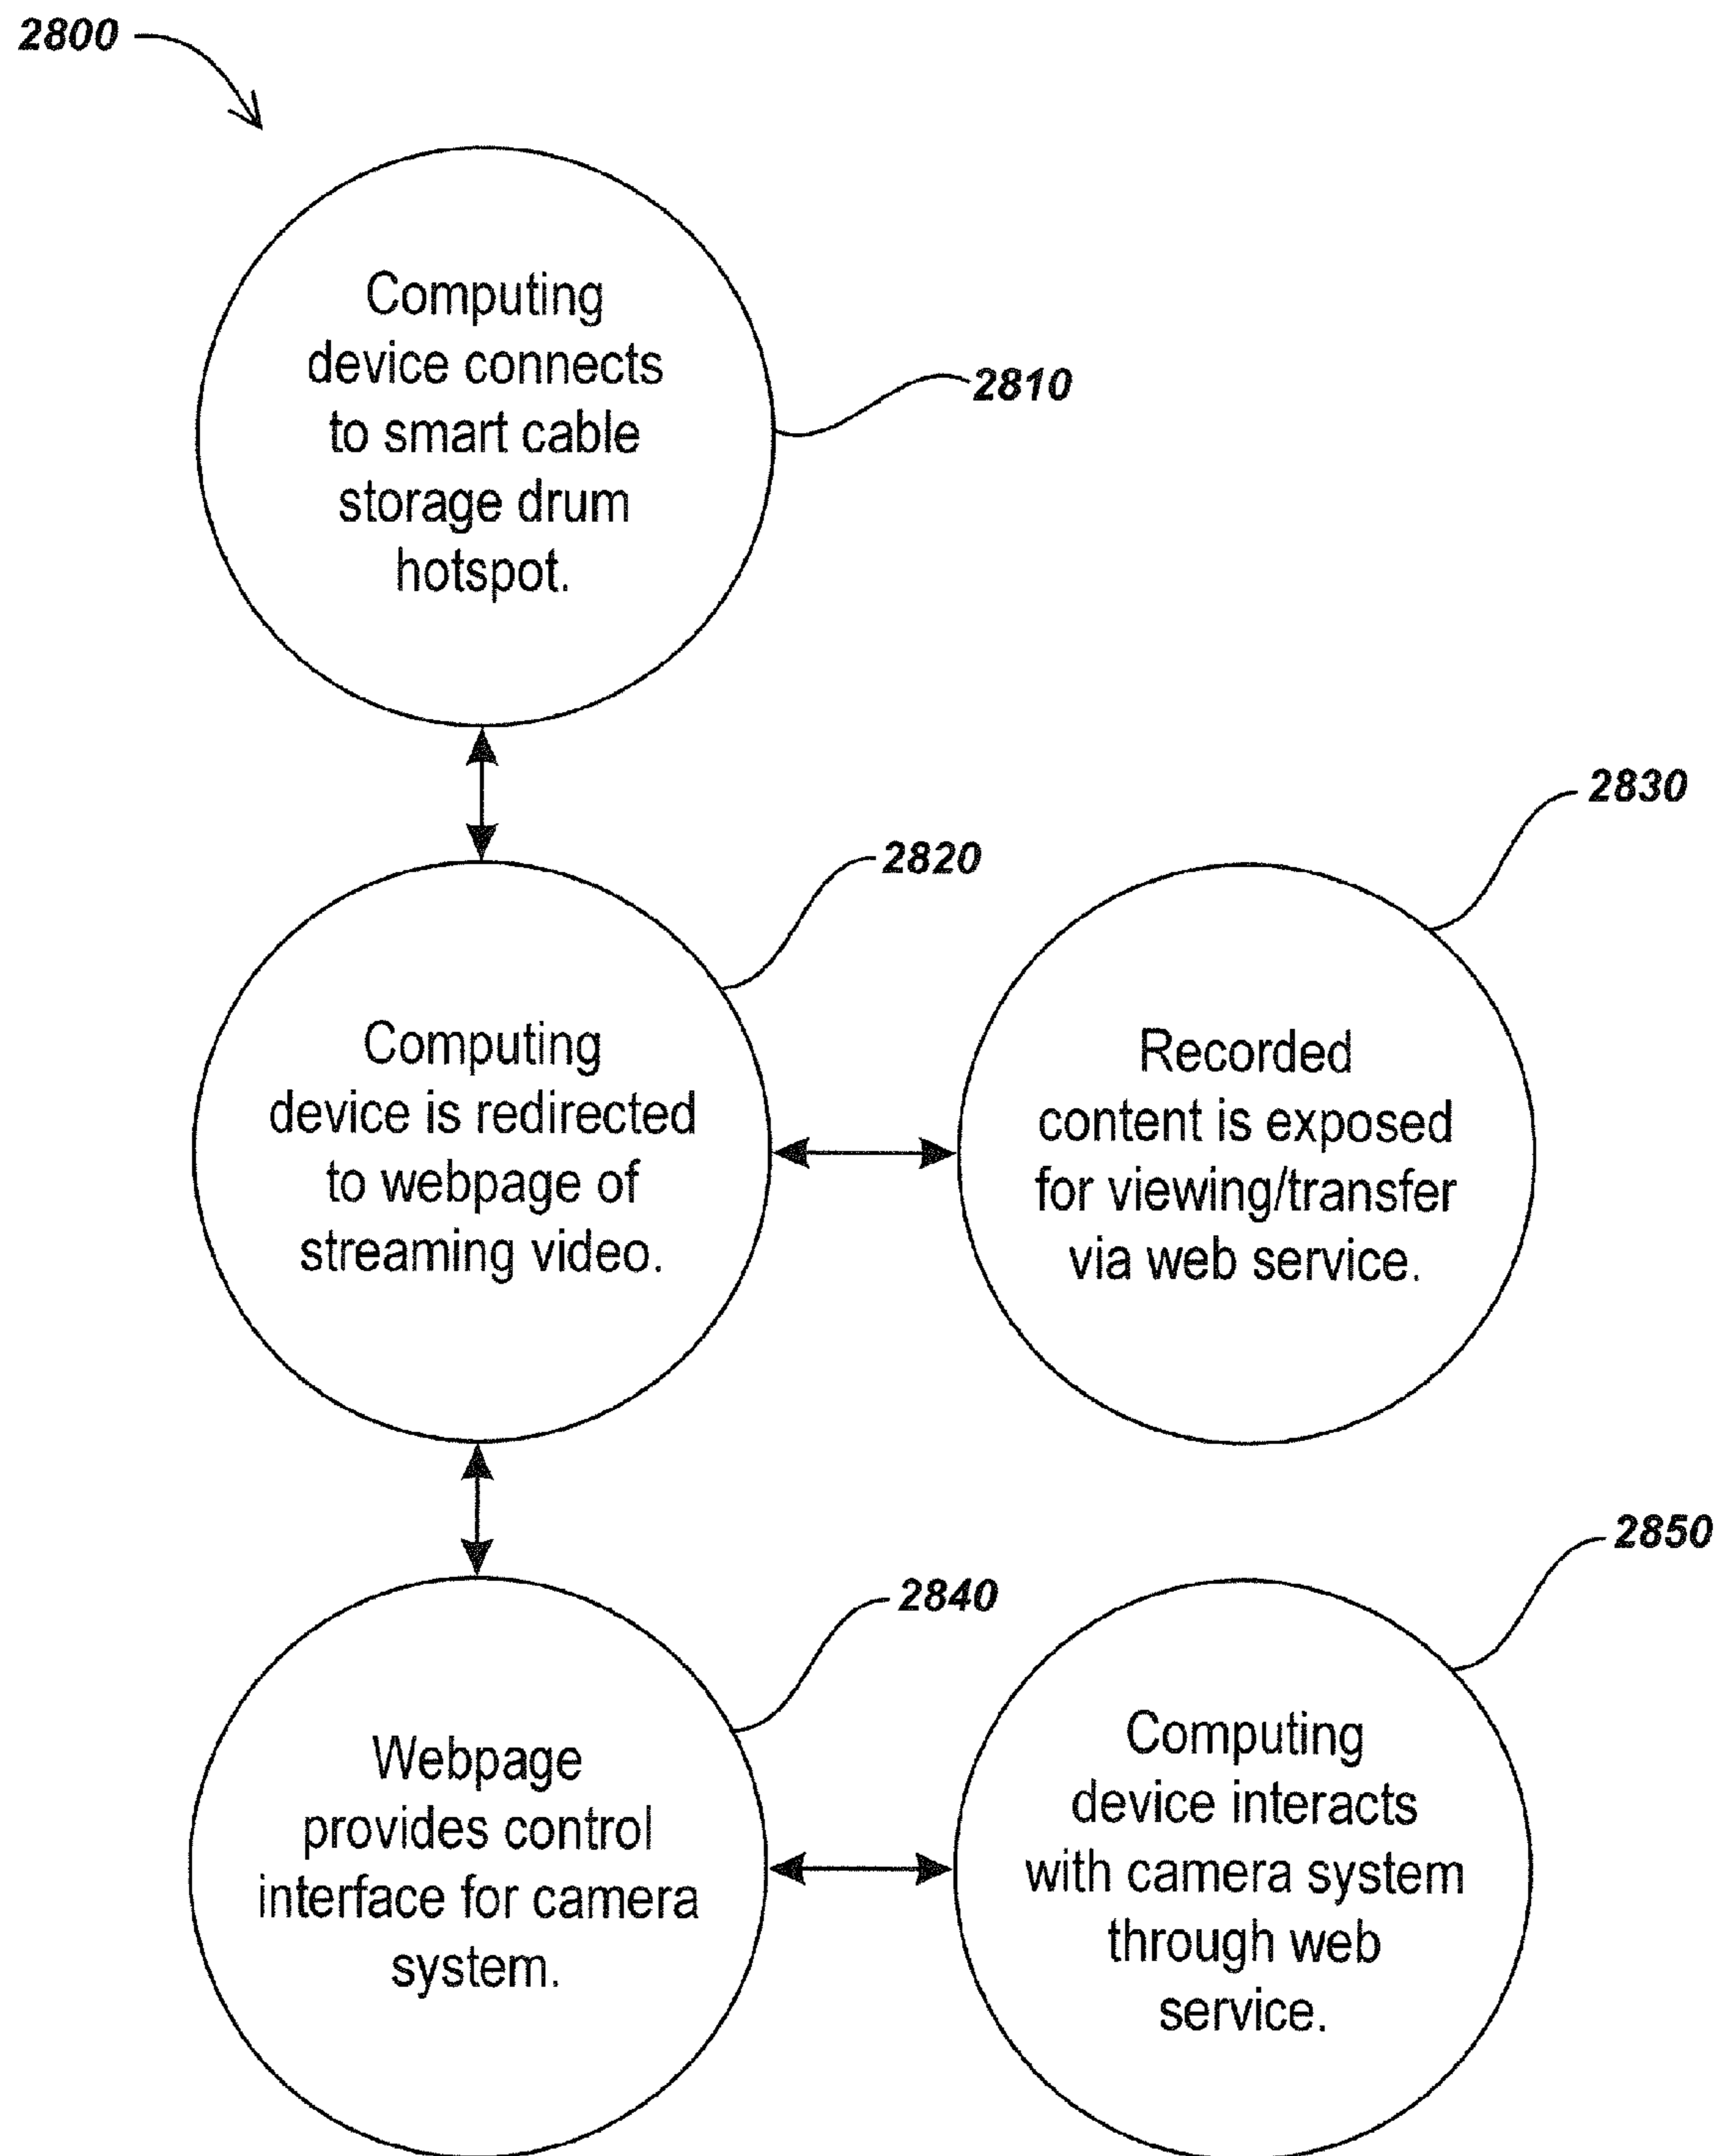 2800
Computing
device connects
to smart cable
storage drum
hotspot.
2810
2820
Computing
device is redirected
to webpage of
streaming video.
2830
Recorded
content is exposed
for viewing/transfer
via web service.
2840
Webpage
provides control
interface for camera
system.
2850
Computing
device interacts
with camera system
through web
service.